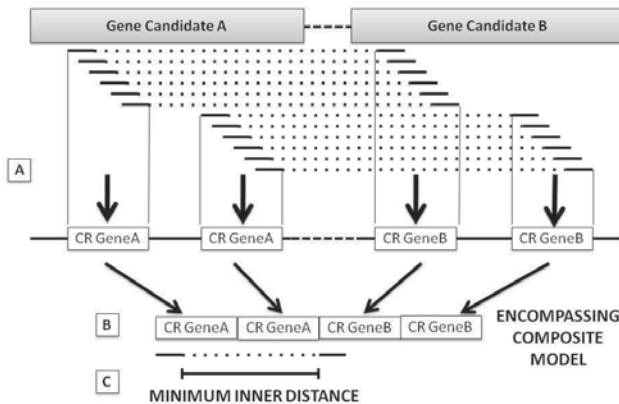 Gene Candidate A
Gene Candidate B
A
CR GeneA
CR GeneA
CR GeneB
CR GeneB
B
CR GeneA
CR GeneA
CR GeneB
CR GeneB
ENCOMPASSING
COMPOSITE
MODEL
C
MINIMUM INNER DISTANCE